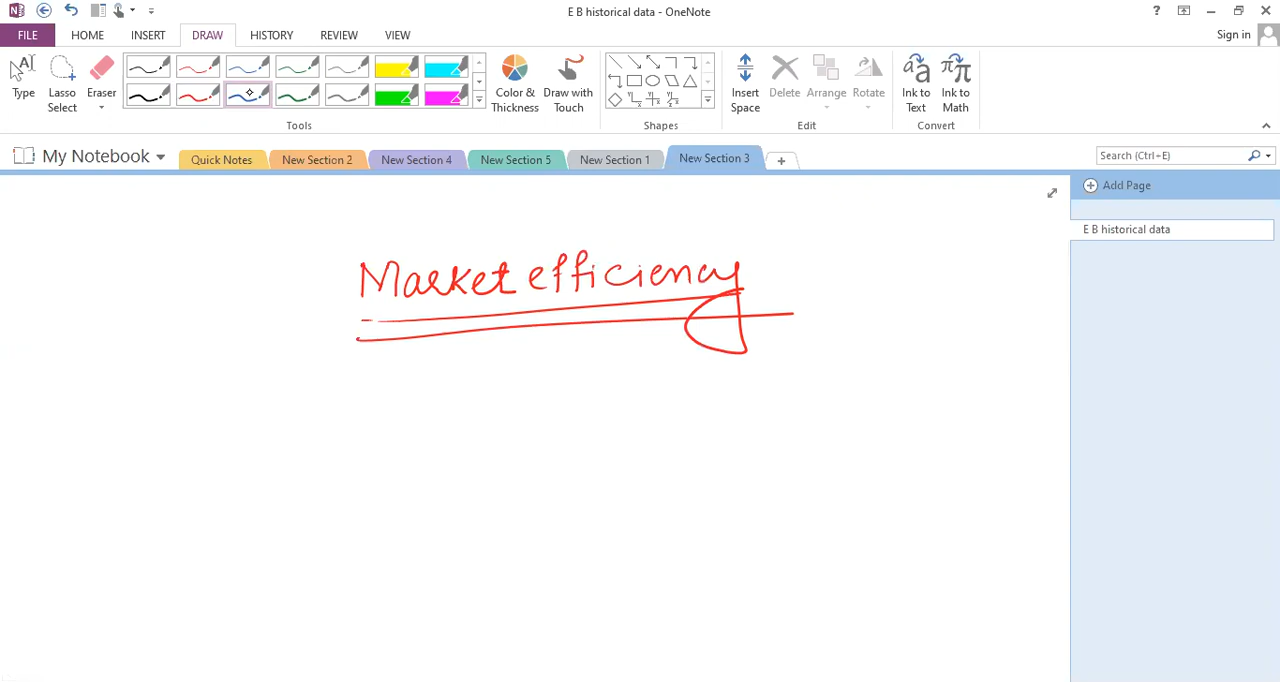 E B historical data - OneNote
?
FILE HOME INSERT DRAW HISTORY REVIEW VIEW
Sign in
Type
Lasso Select
Eraser
Color & Thickness
Draw with Touch
Insert Space
Delete
Arrange
Rotate
Ink to Text
Ink to Math
Tools Shapes Edit Convert
My Notebook Quick Notes New Section 2 New Section 4 New Section 5 New Section 1 New Section 3 +
Search (Ctrl+E)
Add Page
E B historical data
Market efficiency